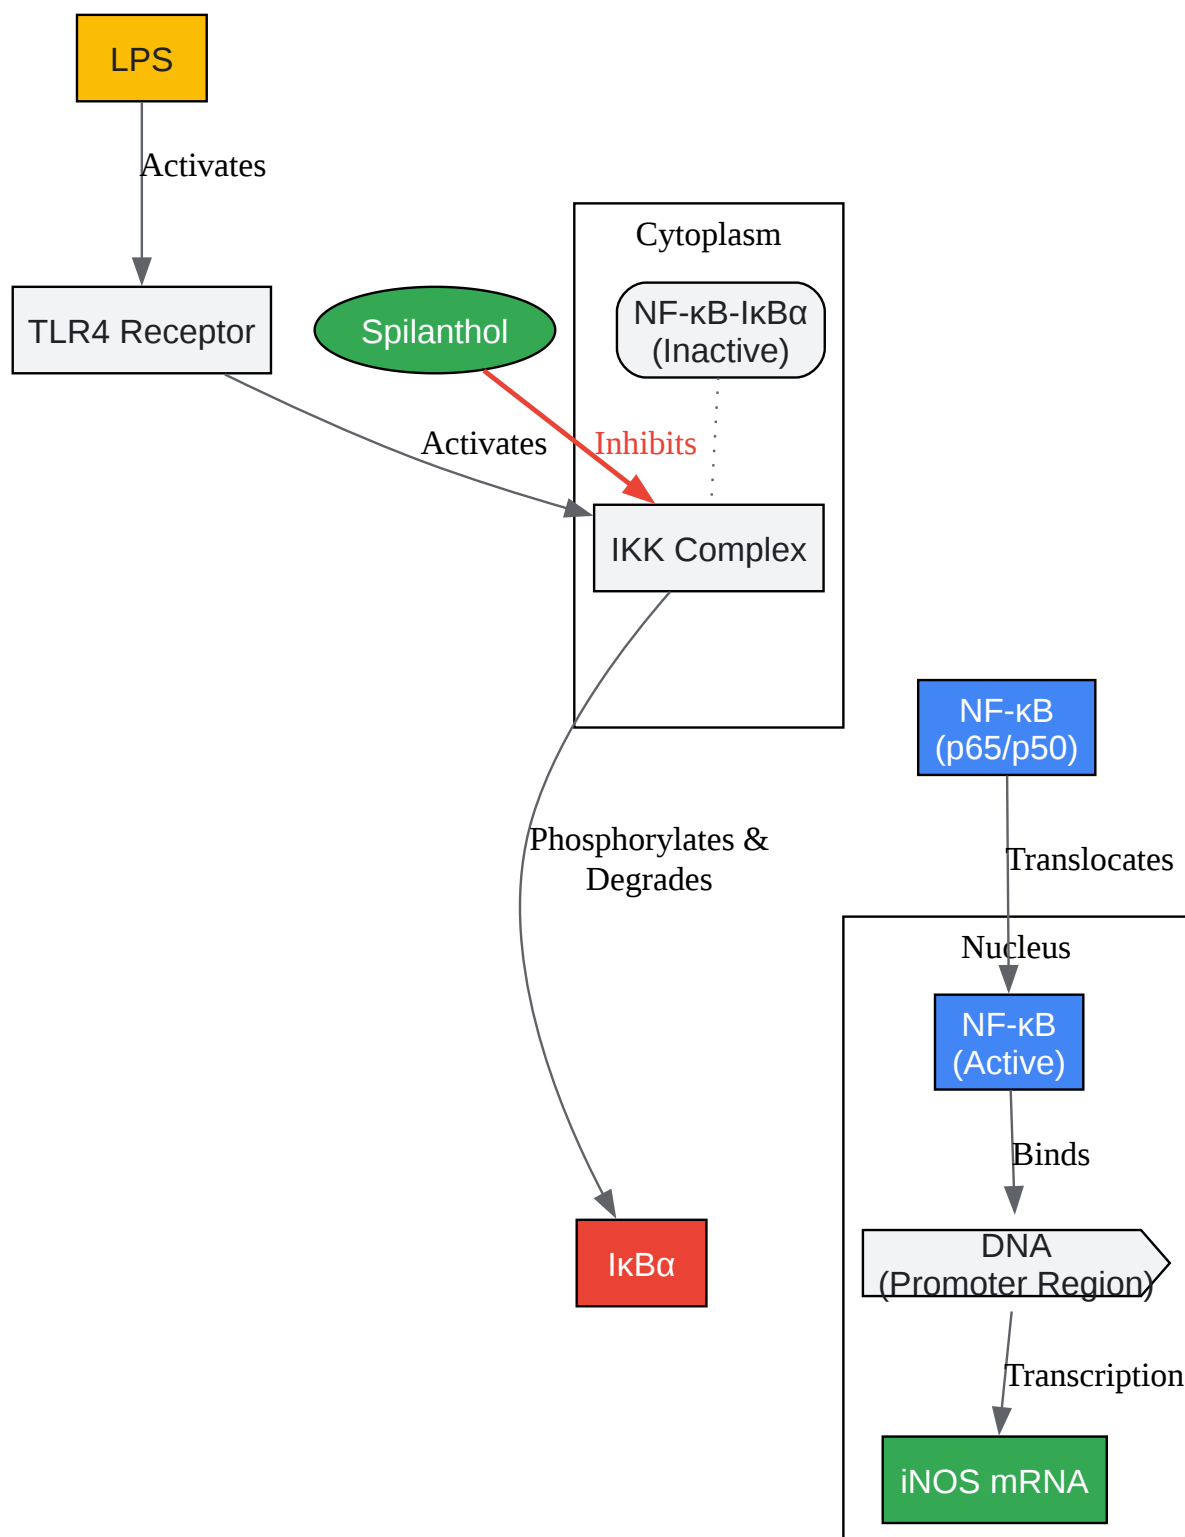 LPS
Activates
Cytoplasm
TLR4 Receptor
Spilanthol
NF-κB-IκBα
(Inactive)
Activates
Inhibits
IKK Complex
NF-κB
(p65/p50)
Phosphorylates &
Degrades
Translocates
Nucleus
NF-κB
(Active)
Binds
IκBα
DNA
(Promoter Region)
Transcription
iNOS mRNA